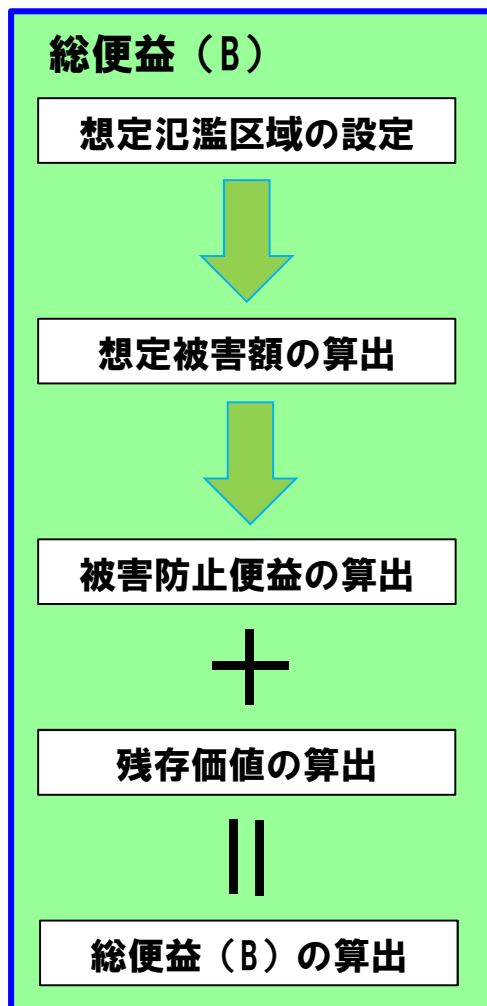 総便益（B）
想定氾濫区域の設定
想定被害額の算出
被害防止便益の算出
＋
残存価値の算出
||
総便益（B）の算出